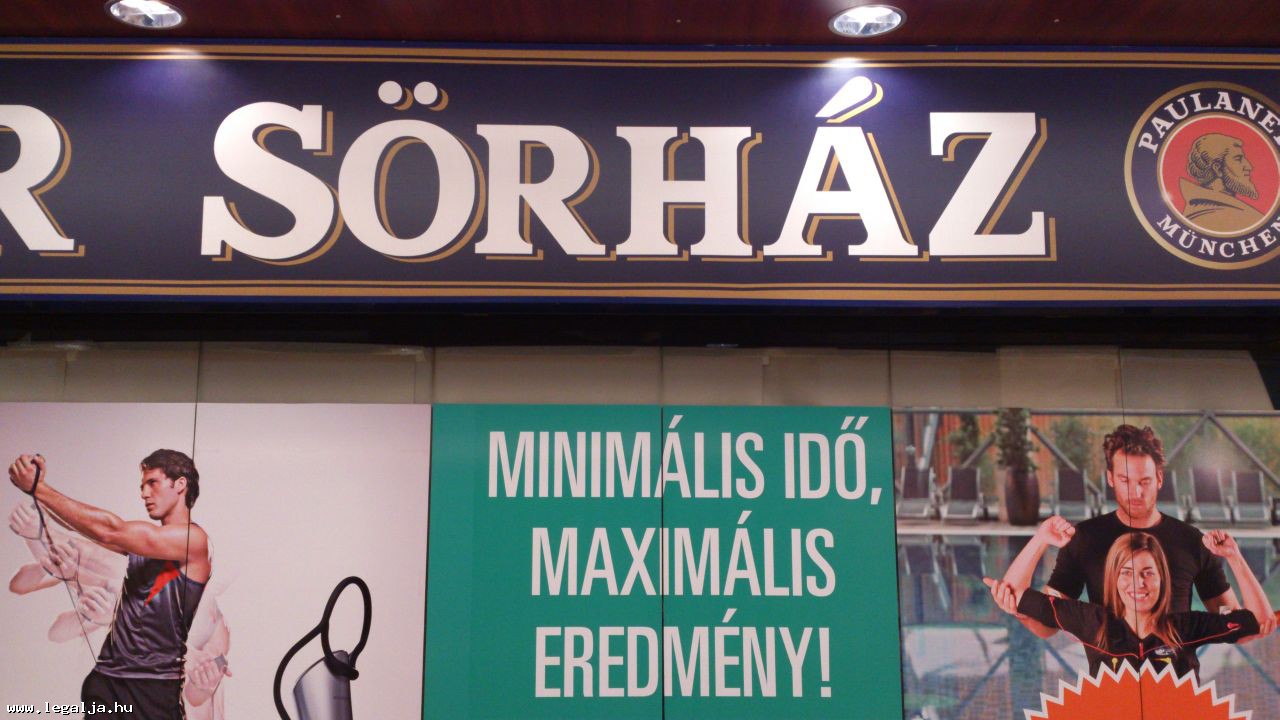 R SÖRHÁZ
PAULANER
MÜNCHEN
MINIMÁLIS IDŐ,
MAXIMÁLIS
EREDMÉNY!
www.legalja.hu